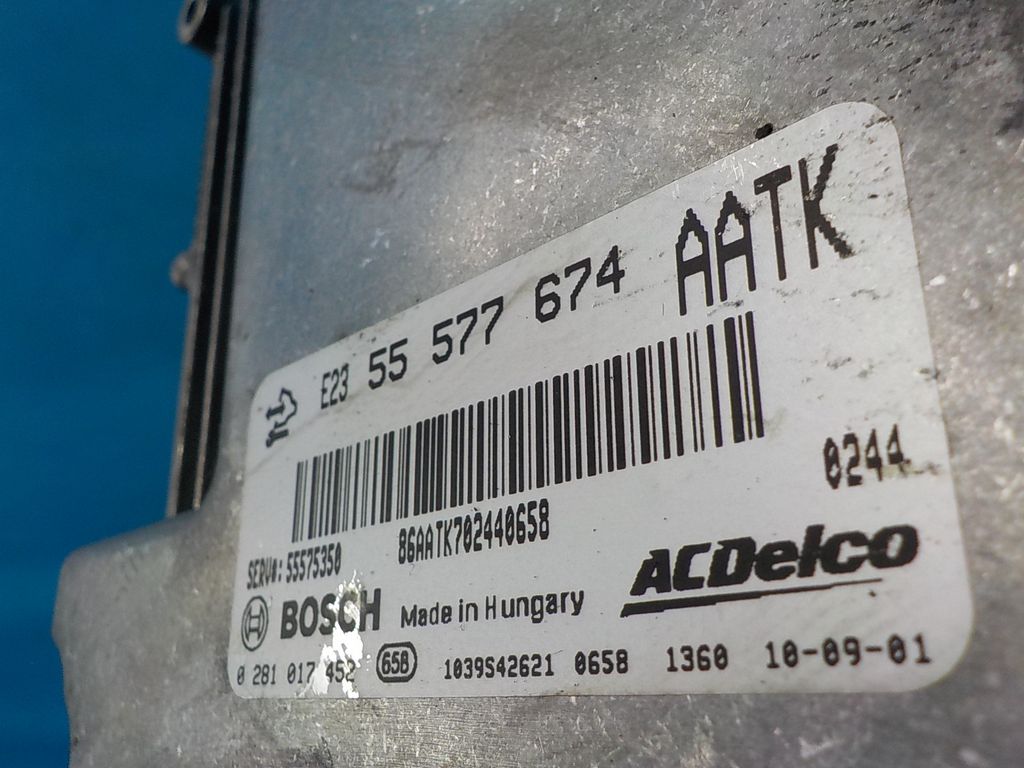 E23 55 577 674 AATK
0244
86AATK702440658
SERV#: 55575350
BOSCH Made in Hungary ACDelco
0 281 017 452 658 1039S42621 0658 1360 10-09-01